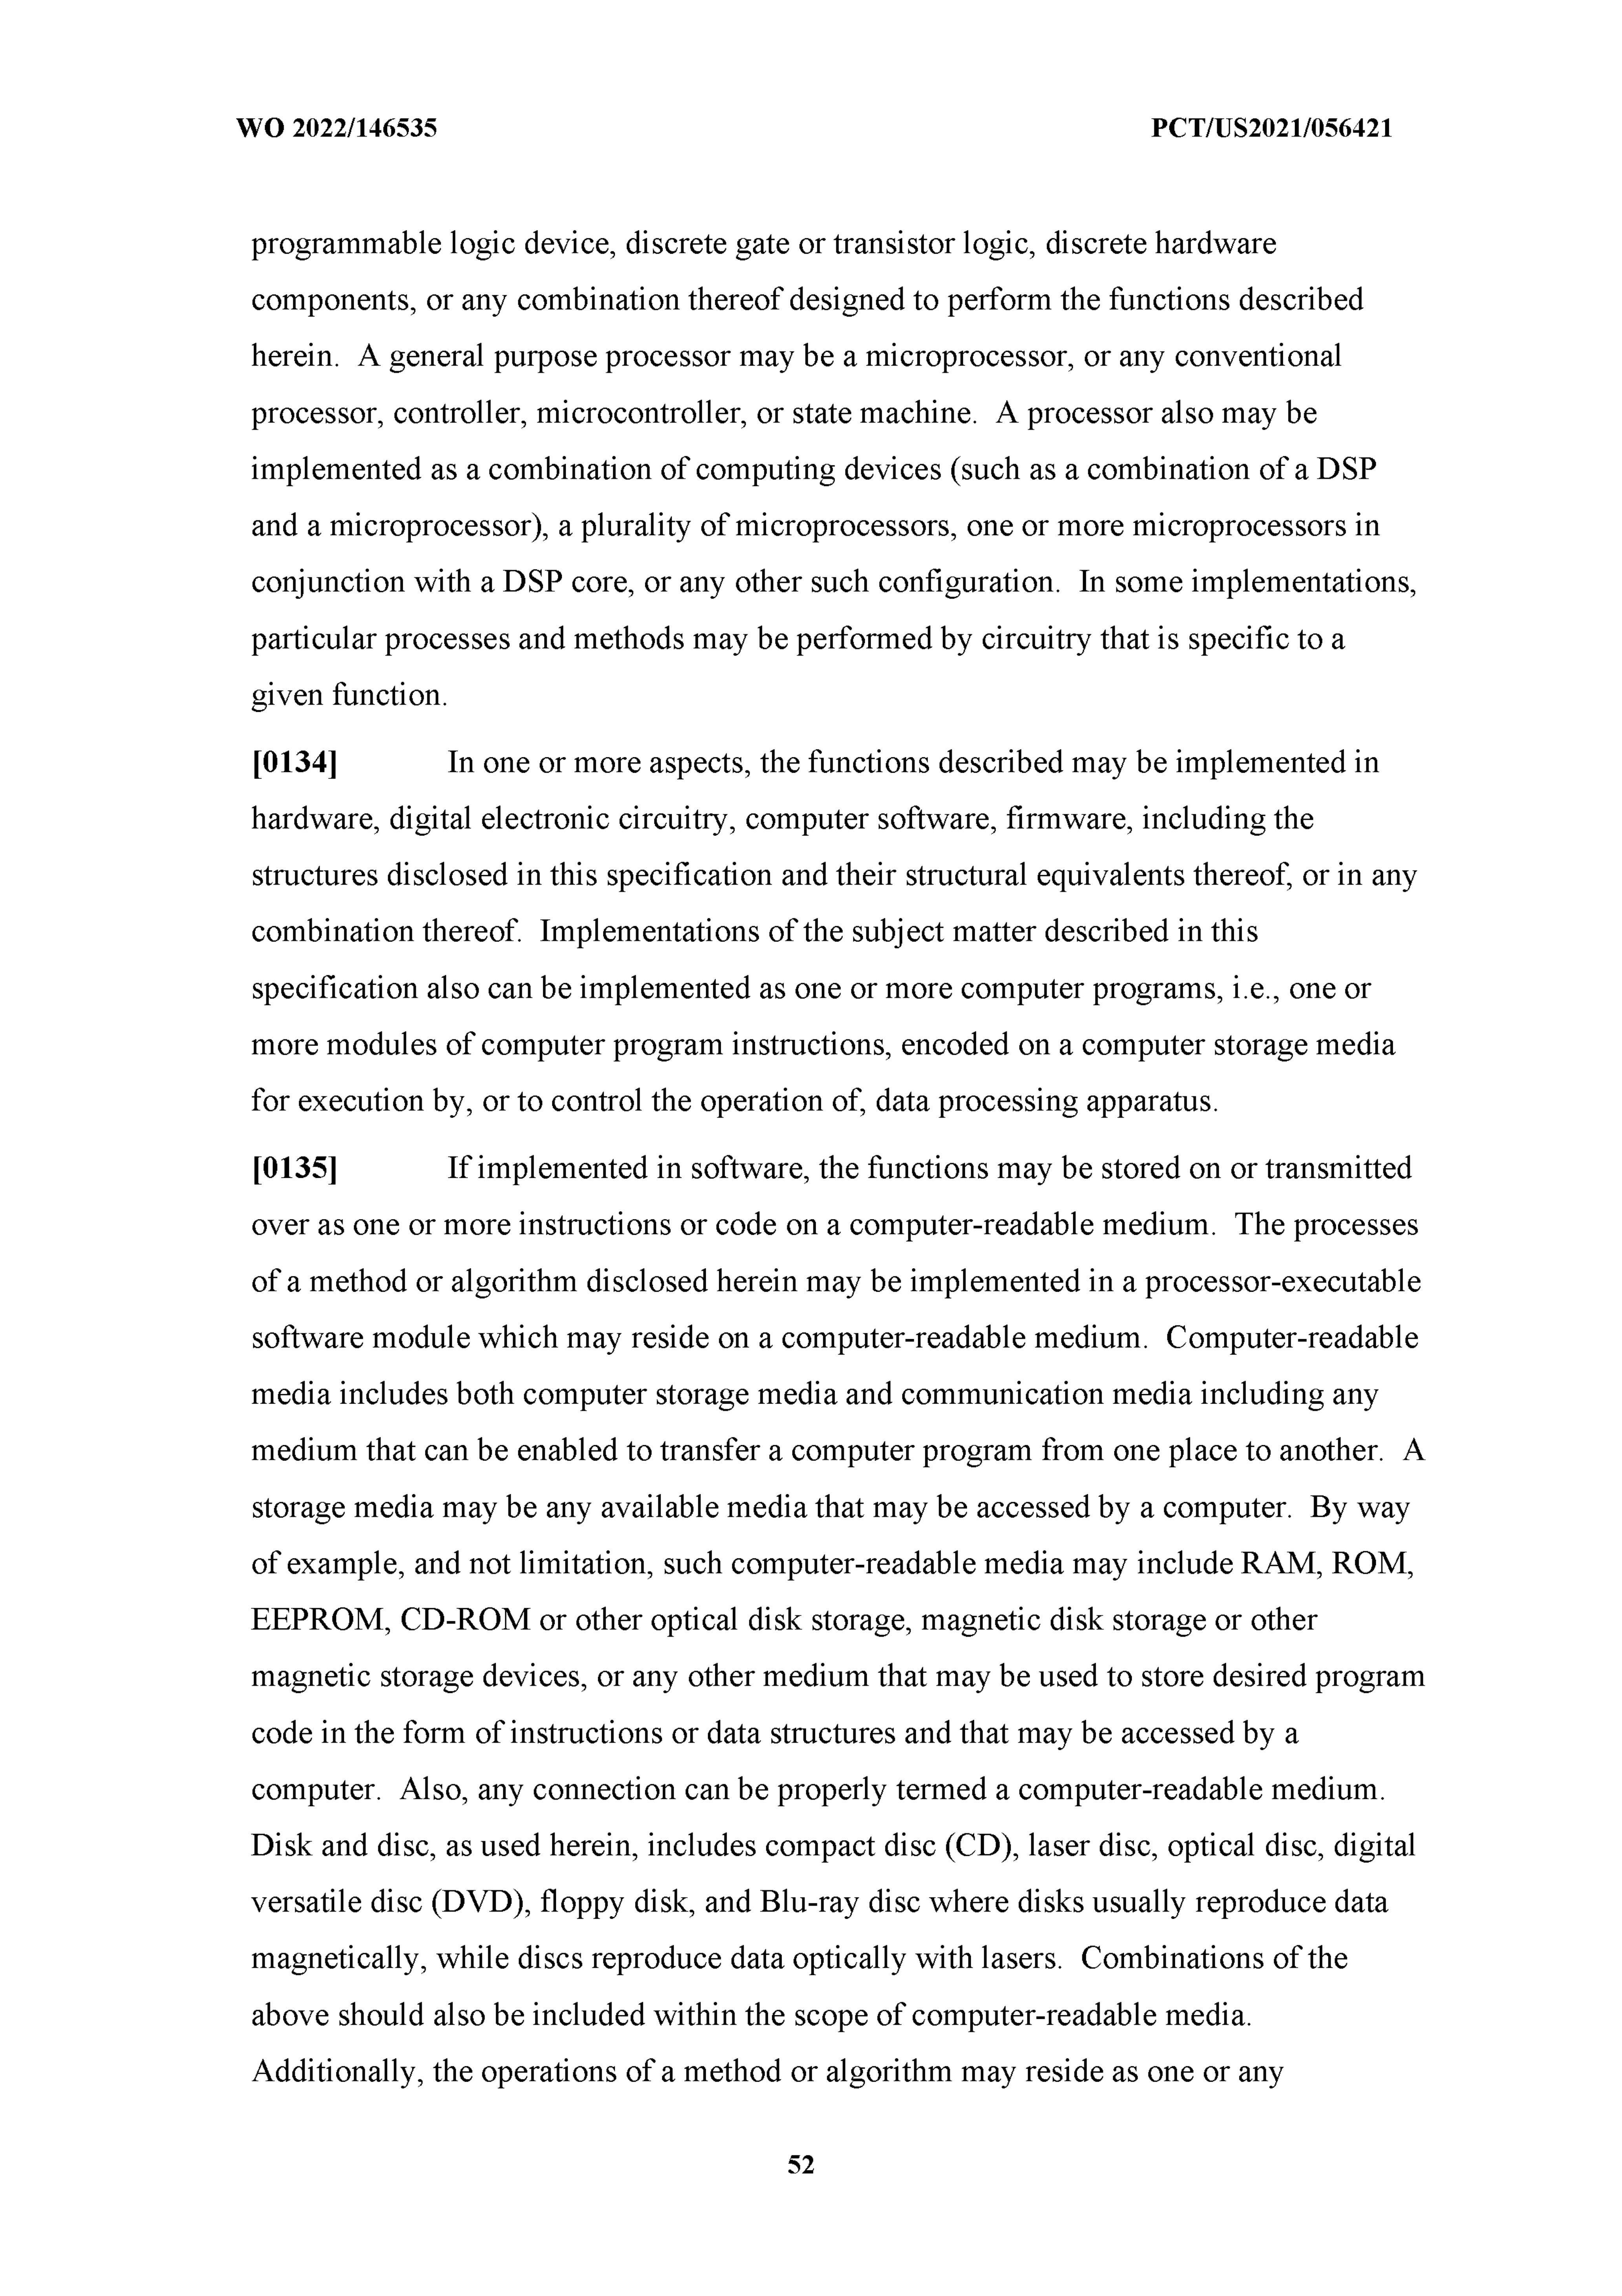 WO 2022/146535 PCT/US2021/056421
programmable logic device, discrete gate or transistor logic, discrete hardware
components, or any combination thereof designed to perform the functions described
herein.  A general purpose processor may be a microprocessor, or any conventional
processor, controller, microcontroller, or state machine.  A processor also may be
implemented as a combination of computing devices (such as a combination of a DSP
and a microprocessor), a plurality of microprocessors, one or more microprocessors in
conjunction with a DSP core, or any other such configuration.  In some implementations,
particular processes and methods may be performed by circuitry that is specific to a
given function.
[0134] In one or more aspects, the functions described may be implemented in
hardware, digital electronic circuitry, computer software, firmware, including the
structures disclosed in this specification and their structural equivalents thereof, or in any
combination thereof.  Implementations of the subject matter described in this
specification also can be implemented as one or more computer programs, i.e., one or
more modules of computer program instructions, encoded on a computer storage media
for execution by, or to control the operation of, data processing apparatus.
[0135] If implemented in software, the functions may be stored on or transmitted
over as one or more instructions or code on a computer-readable medium.  The processes
of a method or algorithm disclosed herein may be implemented in a processor-executable
software module which may reside on a computer-readable medium.  Computer-readable
media includes both computer storage media and communication media including any
medium that can be enabled to transfer a computer program from one place to another.  A
storage media may be any available media that may be accessed by a computer.  By way
of example, and not limitation, such computer-readable media may include RAM, ROM,
EEPROM, CD-ROM or other optical disk storage, magnetic disk storage or other
magnetic storage devices, or any other medium that may be used to store desired program
code in the form of instructions or data structures and that may be accessed by a
computer.  Also, any connection can be properly termed a computer-readable medium.
Disk and disc, as used herein, includes compact disc (CD), laser disc, optical disc, digital
versatile disc (DVD), floppy disk, and Blu-ray disc where disks usually reproduce data
magnetically, while discs reproduce data optically with lasers.  Combinations of the
above should also be included within the scope of computer-readable media.
Additionally, the operations of a method or algorithm may reside as one or any
52